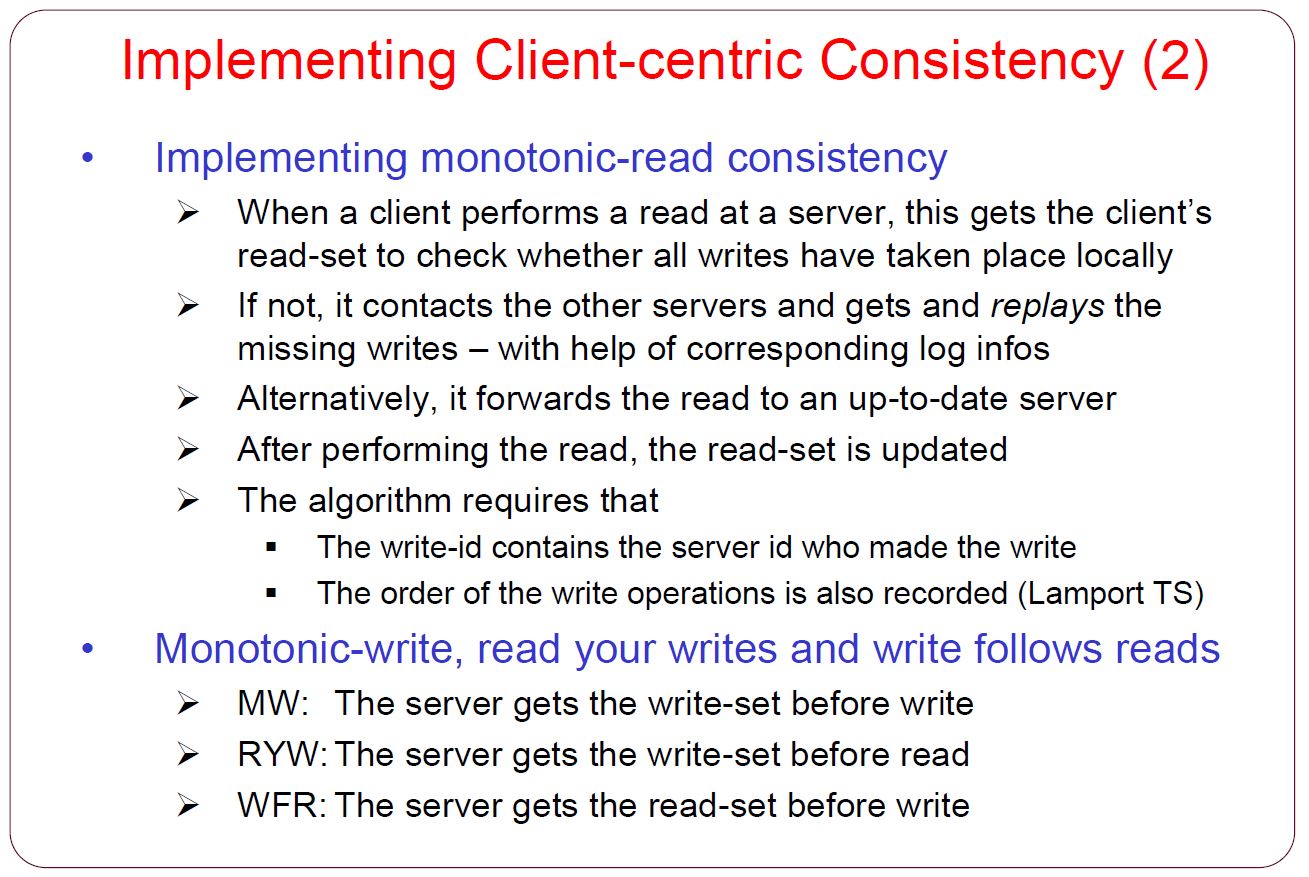 Implementing Client-centric Consistency (2)
• Implementing monotonic-read consistency
➢ When a client performs a read at a server, this gets the client's
read-set to check whether all writes have taken place locally
➢ If not, it contacts the other servers and gets and replays the
missing writes – with help of corresponding log infos
➢ Alternatively, it forwards the read to an up-to-date server
➢ After performing the read, the read-set is updated
➢ The algorithm requires that
▪ The write-id contains the server id who made the write
▪ The order of the write operations is also recorded (Lamport TS)
• Monotonic-write, read your writes and write follows reads
➢ MW: The server gets the write-set before write
➢ RYW: The server gets the write-set before read
➢ WFR: The server gets the read-set before write